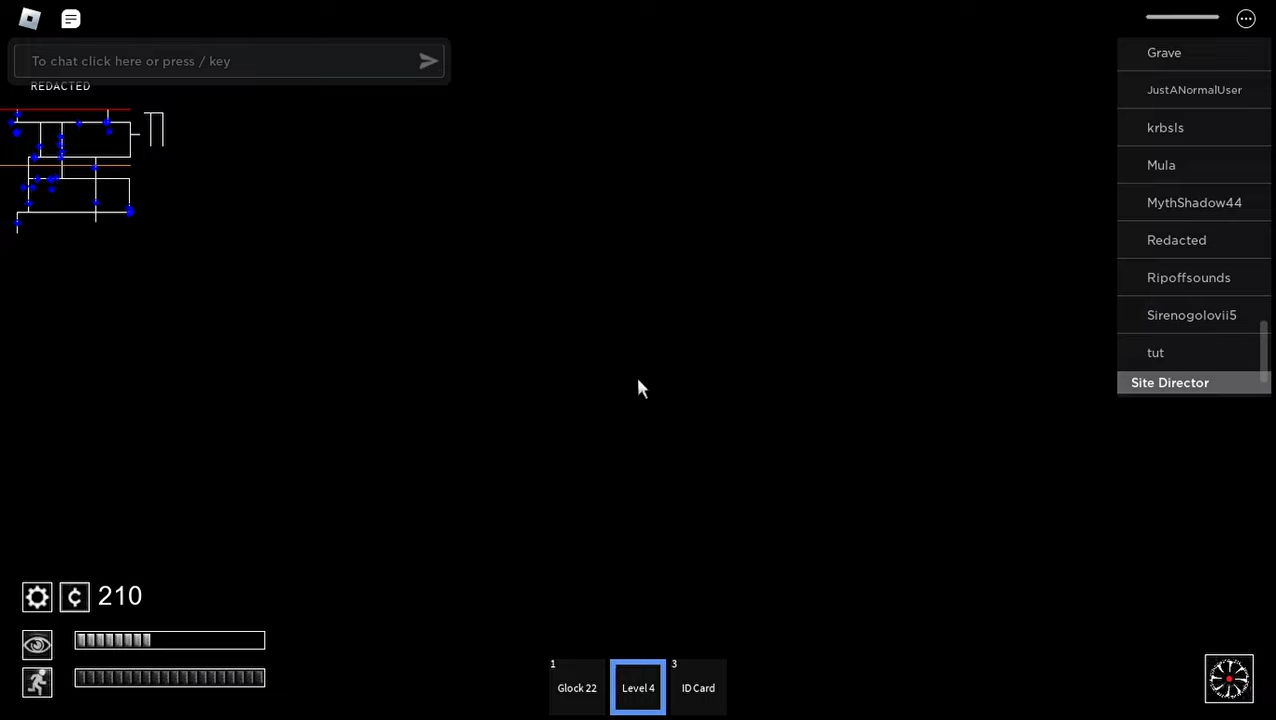 To chat click here or press / key
REDACTED
Grave
JustANormalUser
krbsls
Mula
MythShadow44
Redacted
Ripoffsounds
Sirenogolovii5
tut
Site Director
210
1
Glock 22
Level 4
3
ID Card